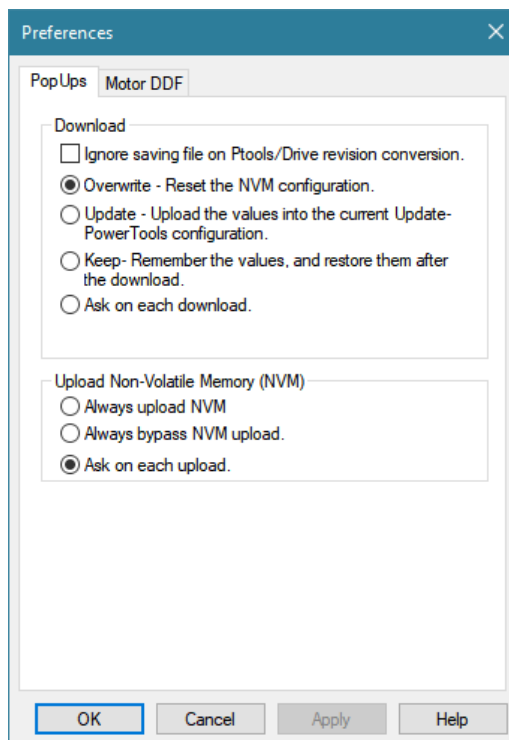 Preferences
PopUps Motor DDF
Download
Ignore saving file on Ptools/Drive revision conversion.
Overwrite - Reset the NVM configuration.
Update - Upload the values into the current Update-
PowerTools configuration.
Keep- Remember the values, and restore them after
the download.
Ask on each download.
Upload Non-Volatile Memory (NVM)
Always upload NVM
Always bypass NVM upload.
Ask on each upload.
OK Cancel Apply Help